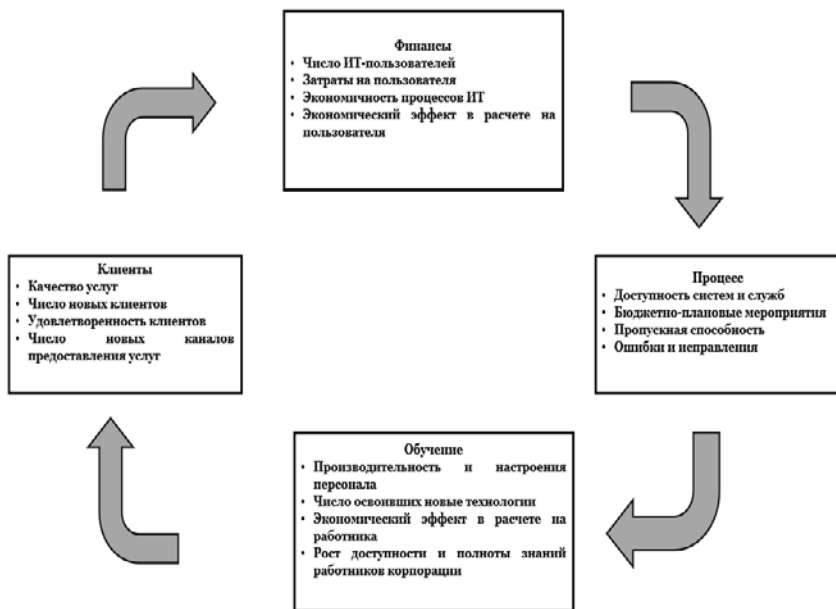 Финансы
• Число ИТ-пользователей
• Затраты на пользователя
• Экономичность процессов ИТ
• Экономический эффект в расчете на
пользователя
Клиенты
• Качество услуг
• Число новых клиентов
• Удовлетворенность клиентов
• Число новых каналов
предоставления услуг
Процесс
• Доступность систем и служб
• Бюджетно-плановые мероприятия
• Пропускная способность
• Ошибки и исправления
Обучение
• Производительность и настроения
персонала
• Число освоивших новые технологии
• Экономический эффект в расчете на
работника
• Рост доступности и полноты знаний
работников корпорации